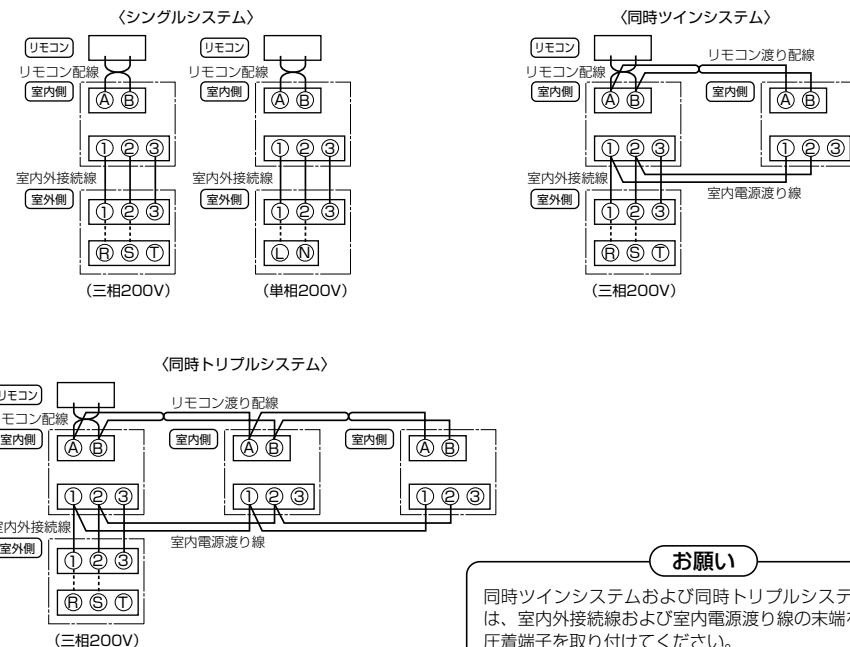 〈シングルシステム〉
リモコン
リモコン
リモコン配線
リモコン配線
室内側
Ⓐ Ⓑ
室内側
Ⓐ Ⓑ
① ② ③
① ② ③
室内外接続線
室内外接続線
室外側
① ② ③
室外側
① ② ③
Ⓡ Ⓢ Ⓣ
Ⓛ Ⓝ
(三相200V)
(単相200V)
〈同時ツインシステム〉
リモコン
リモコン渡り配線
リモコン配線
室内側
Ⓐ Ⓑ
室内側
Ⓐ Ⓑ
① ② ③
① ② ③
室内外接続線
室内電源渡り線
室外側
① ② ③
Ⓡ Ⓢ Ⓣ
(三相200V)
〈同時トリプルシステム〉
リモコン
リモコン渡り配線
モコン配線
室内側
Ⓐ Ⓑ
室内側
Ⓐ Ⓑ
室内側
Ⓐ Ⓑ
① ② ③
① ② ③
① ② ③
内外接続線
室内電源渡り線
室外側
① ② ③
Ⓡ Ⓢ Ⓣ
(三相200V)
お願い
同時ツインシステムおよび同時トリプルシステ
は、室内外接続線および室内電源渡り線の末端
圧着端子を取り付けてください。